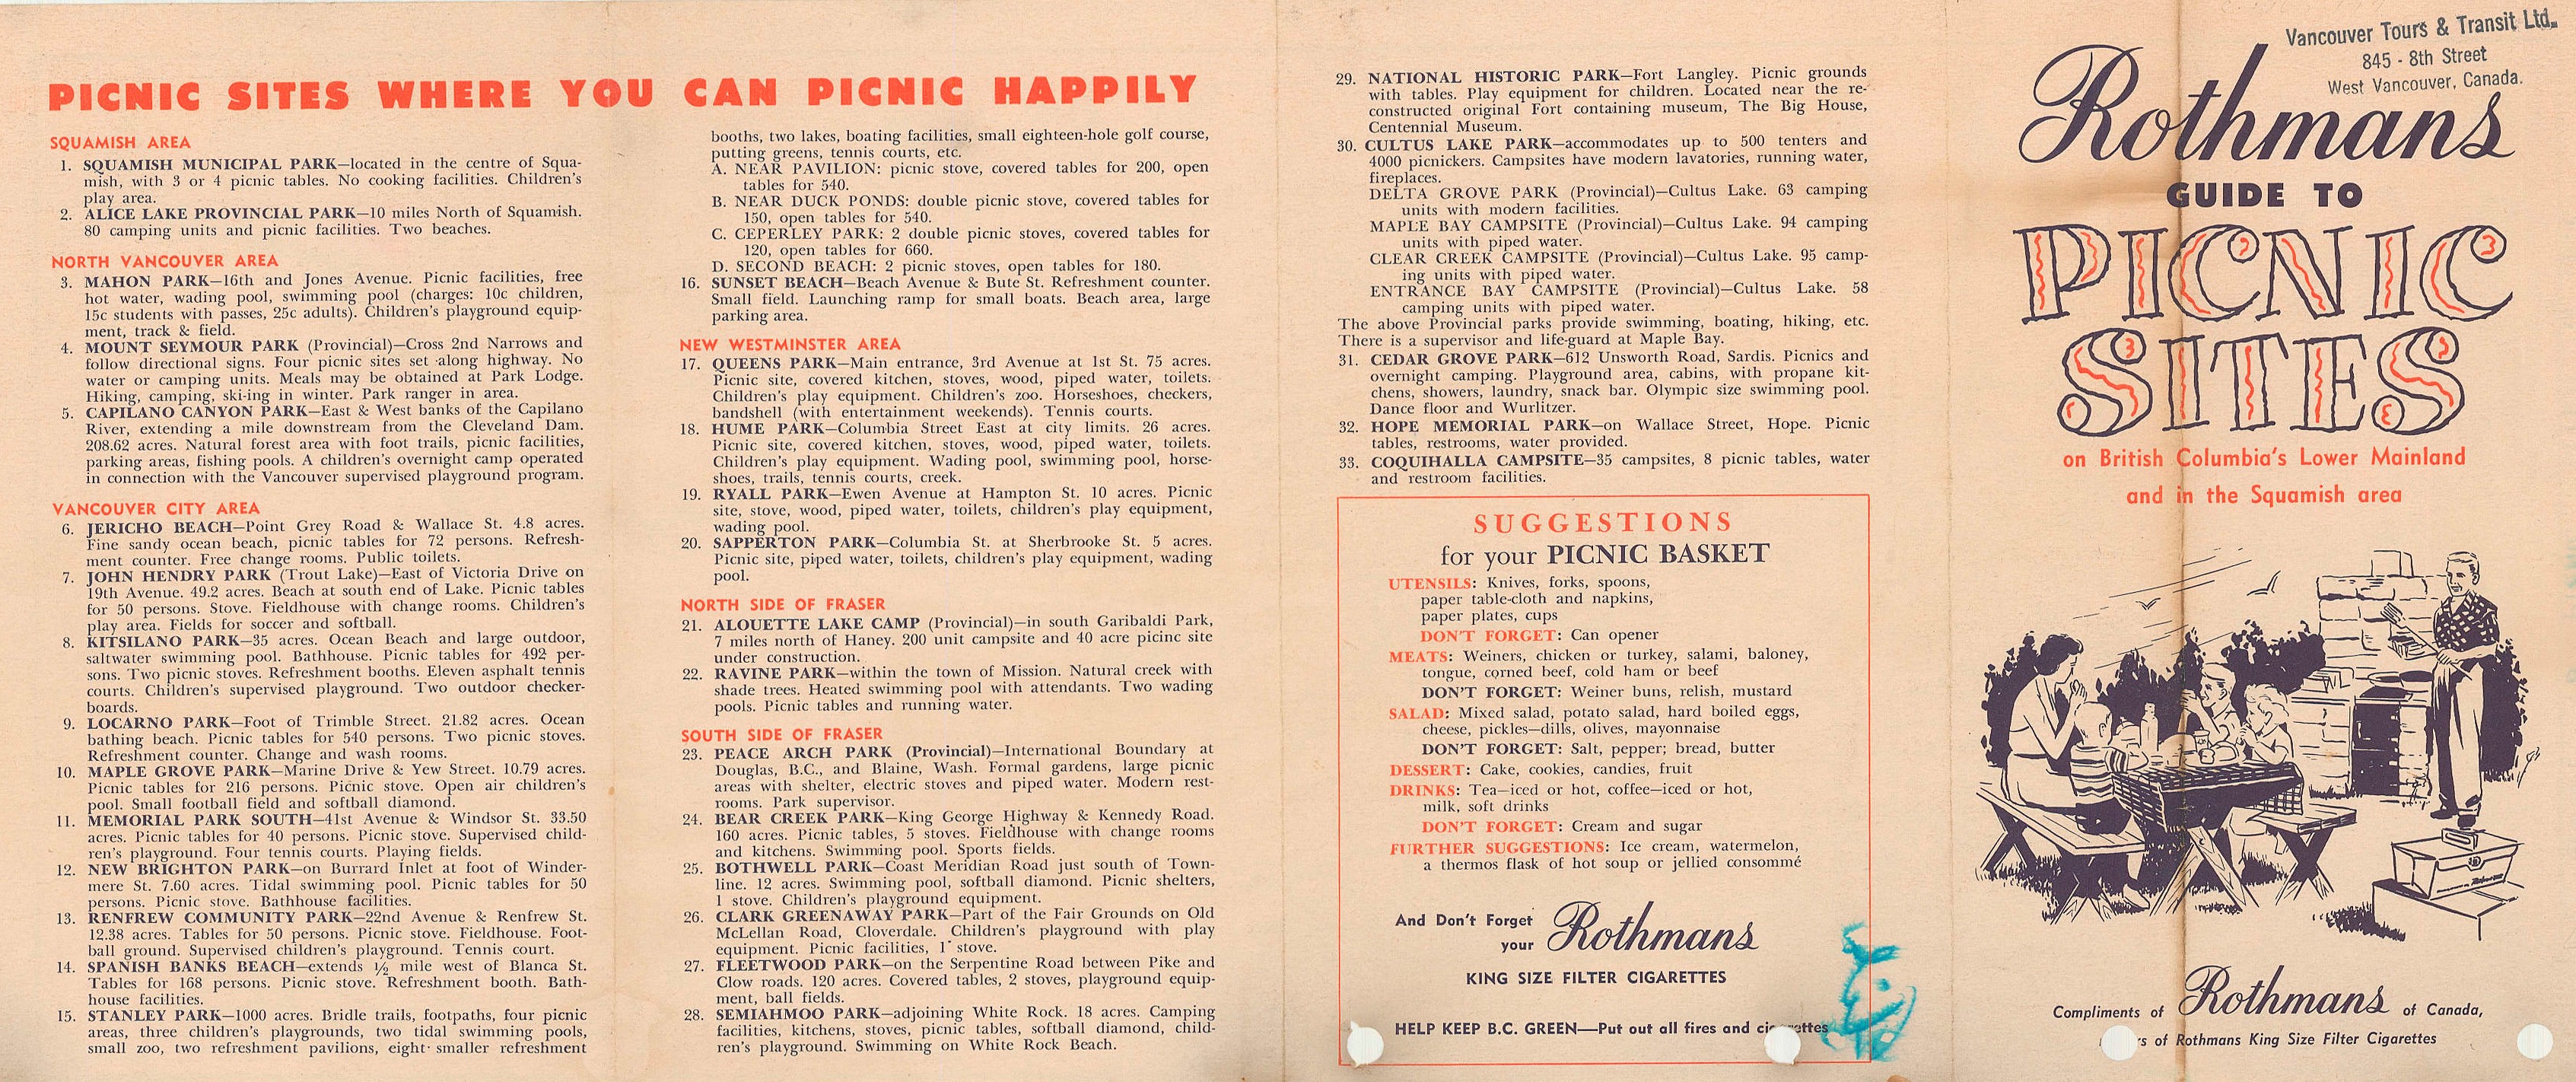 PICNIC SITES WHERE YOU CAN PICNIC HAPPILY
SQUAMISH AREA
1. SQUAMISH MUNICIPAL PARK—located in the centre of Squa-
mish, with 3 or 4 picnic tables. No cooking facilities. Children's
play area.
2. ALICE LAKE PROVINCIAL PARK—10 miles North of Squamish.
80 camping units and picnic facilities. Two beaches.
NORTH VANCOUVER AREA
3. MAHON PARK—16th and Jones Avenue. Picnic facilities, free
hot water, wading pool, swimming pool (charges: 10c children,
15c students with passes, 25c adults). Children's playground equip-
ment, track & field.
4. MOUNT SEYMOUR PARK (Provincial)—Cross 2nd Narrows and
follow directional signs. Four picnic sites set along highway. No
water or camping units. Meals may be obtained at Park Lodge.
Hiking, camping, ski-ing in winter. Park ranger in area.
5. CAPILANO CANYON PARK—East & West banks of the Capilano
River, extending a mile downstream from the Cleveland Dam.
208.62 acres. Natural forest area with foot trails, picnic facilities,
parking areas, fishing pools. A children's overnight camp operated
in connection with the Vancouver supervised playground program.
VANCOUVER CITY AREA
6. JERICHO BEACH—Point Grey Road & Wallace St. 4.8 acres.
Fine sandy ocean beach, picnic tables for 72 persons. Refresh-
ment counter. Free change rooms. Public toilets.
7. JOHN HENDRY PARK (Trout Lake)—East of Victoria Drive on
19th Avenue. 49.2 acres. Beach at south end of Lake. Picnic tables
for 50 persons. Stove. Fieldhouse with change rooms. Children's
play area. Fields for soccer and softball.
8. KITSILANO PARK—35 acres. Ocean Beach and large outdoor,
saltwater swimming pool. Bathhouse. Picnic tables for 492 per-
sons. Two picnic stoves. Refreshment booths. Eleven asphalt tennis
courts. Children's supervised playground. Two outdoor checker-
boards.
9. LOCARNO PARK—Foot of Trimble Street. 21.82 acres. Ocean
bathing beach. Picnic tables for 540 persons. Two picnic stoves.
Refreshment counter. Change and wash rooms.
10. MAPLE GROVE PARK—Marine Drive & Yew Street. 10.79 acres.
Picnic tables for 216 persons. Picnic stove. Open air children's
pool. Small football field and softball diamond.
11. MEMORIAL PARK SOUTH—41st Avenue & Windsor St. 33.50
acres. Picnic tables for 40 persons. Picnic stove. Supervised child-
ren's playground. Four tennis courts. Playing fields.
12. NEW BRIGHTON PARK—on Burrard Inlet at foot of Winder-
mere St. 7.60 acres. Tidal swimming pool. Picnic tables for 50
persons. Picnic stove. Bathhouse facilities.
13. RENFREW COMMUNITY PARK—22nd Avenue & Renfrew St.
12.38 acres. Tables for 50 persons. Picnic stove. Fieldhouse. Foot-
ball ground. Supervised children's playground. Tennis court.
14. SPANISH BANKS BEACH—extends ½ mile west of Blanca St.
Tables for 168 persons. Picnic stove. Refreshment booth. Bath-
house facilities.
15. STANLEY PARK—1000 acres. Bridle trails, footpaths, four picnic
areas, three children's playgrounds, two tidal swimming pools,
small zoo, two refreshment pavilions, eight smaller refreshment
booths, two lakes, boating facilities, small eighteen-hole golf course,
putting greens, tennis courts, etc.
A. NEAR PAVILION: picnic stove, covered tables for 200, open
tables for 540.
B. NEAR DUCK PONDS: double picnic stove, covered tables for
150, open tables for 540.
C. CEPERLEY PARK: 2 double picnic stoves, covered tables for
120, open tables for 660.
D. SECOND BEACH: 2 picnic stoves, open tables for 180.
16. SUNSET BEACH—Beach Avenue & Bute St. Refreshment counter.
Small field. Launching ramp for small boats. Beach area, large
parking area.
NEW WESTMINSTER AREA
17. QUEENS PARK—Main entrance, 3rd Avenue at 1st St. 75 acres.
Picnic site, covered kitchen, stoves, wood, piped water, toilets.
Children's play equipment. Children's zoo. Horseshoes, checkers,
bandshell (with entertainment weekends). Tennis courts.
18. HUME PARK—Columbia Street East at city limits. 26 acres.
Picnic site, covered kitchen, stoves, wood, piped water, toilets.
Children's play equipment. Wading pool, swimming pool, horse-
shoes, trails, tennis courts, creek.
19. RYALL PARK—Ewen Avenue at Hampton St. 10 acres. Picnic
site, stove, wood, piped water, toilets, children's play equipment,
wading pool.
20. SAPPERTON PARK—Columbia St. at Sherbrooke St. 5 acres.
Picnic site, piped water, toilets, children's play equipment, wading
pool.
NORTH SIDE OF FRASER
21. ALOUETTE LAKE CAMP (Provincial)—in south Garibaldi Park,
7 miles north of Haney. 200 unit campsite and 40 acre picinc site
under construction.
22. RAVINE PARK—within the town of Mission. Natural creek with
shade trees. Heated swimming pool with attendants. Two wading
pools. Picnic tables and running water.
SOUTH SIDE OF FRASER
23. PEACE ARCH PARK (Provincial)—International Boundary at
Douglas, B.C., and Blaine, Wash. Formal gardens, large picnic
areas with shelter, electric stoves and piped water. Modern rest-
rooms. Park supervisor.
24. BEAR CREEK PARK—King George Highway & Kennedy Road.
160 acres. Picnic tables, 5 stoves. Fieldhouse with change rooms
and kitchens. Swimming pool. Sports fields.
25. BOTHWELL PARK—Coast Meridian Road just south of Town-
line. 12 acres. Swimming pool, softball diamond. Picnic shelters,
1 stove. Children's playground equipment.
26. CLARK GREENAWAY PARK—Part of the Fair Grounds on Old
McLellan Road, Cloverdale. Children's playground with play
equipment. Picnic facilities, 1 stove.
27. FLEETWOOD PARK—on the Serpentine Road between Pike and
Clow roads. 120 acres. Covered tables, 2 stoves, playground equip-
ment, ball fields.
28. SEMIAHMOO PARK—adjoining White Rock. 18 acres. Camping
facilities, kitchens, stoves, picnic tables, softball diamond, child-
ren's playground. Swimming on White Rock Beach.
29. NATIONAL HISTORIC PARK—Fort Langley. Picnic grounds
with tables. Play equipment for children. Located near the re-
constructed original Fort containing museum, The Big House,
Centennial Museum.
30. CULTUS LAKE PARK—accommodates up to 500 tenters and
4000 picnickers. Campsites have modern lavatories, running water,
fireplaces.
DELTA GROVE PARK (Provincial)—Cultus Lake. 63 camping
units with modern facilities.
MAPLE BAY CAMPSITE (Provincial)—Cultus Lake. 94 camping
units with piped water.
CLEAR CREEK CAMPSITE (Provincial)—Cultus Lake. 95 camp-
ing units with piped water.
ENTRANCE BAY CAMPSITE (Provincial)—Cultus Lake. 58
camping units with piped water.
The above Provincial parks provide swimming, boating, hiking, etc.
There is a supervisor and life-guard at Maple Bay.
31. CEDAR GROVE PARK—612 Unsworth Road, Sardis. Picnics and
overnight camping. Playground area, cabins, with propane kit-
chens, showers, laundry, snack bar. Olympic size swimming pool.
Dance floor and Wurlitzer.
32. HOPE MEMORIAL PARK—on Wallace Street, Hope. Picnic
tables, restrooms, water provided.
33. COQUIHALLA CAMPSITE—35 campsites, 8 picnic tables, water
and restroom facilities.
SUGGESTIONS
for your PICNIC BASKET
UTENSILS: Knives, forks, spoons,
paper table-cloth and napkins,
paper plates, cups
DON'T FORGET: Can opener
MEATS: Weiners, chicken or turkey, salami, baloney,
tongue, corned beef, cold ham or beef
DON'T FORGET: Weiner buns, relish, mustard
SALAD: Mixed salad, potato salad, hard boiled eggs,
cheese, pickles—dills, olives, mayonnaise
DON'T FORGET: Salt, pepper; bread, butter
DESSERT: Cake, cookies, candies, fruit
DRINKS: Tea—iced or hot, coffee—iced or hot,
milk, soft drinks
DON'T FORGET: Cream and sugar
FURTHER SUGGESTIONS: Ice cream, watermelon,
a thermos flask of hot soup or jellied consommé
And Don't Forget
your Rothmans
KING SIZE FILTER CIGARETTES
HELP KEEP B.C. GREEN—Put out all fires and
Vancouver Tours & Transit Ltd.
845 - 8th Street
West Vancouver, Canada.
Rothmans
GUIDE TO
PICNIC
SITES
on British Columbia's Lower Mainland
and in the Squamish area
Compliments of Rothmans of Canada,
of Rothmans King Size Filter Cigarettes